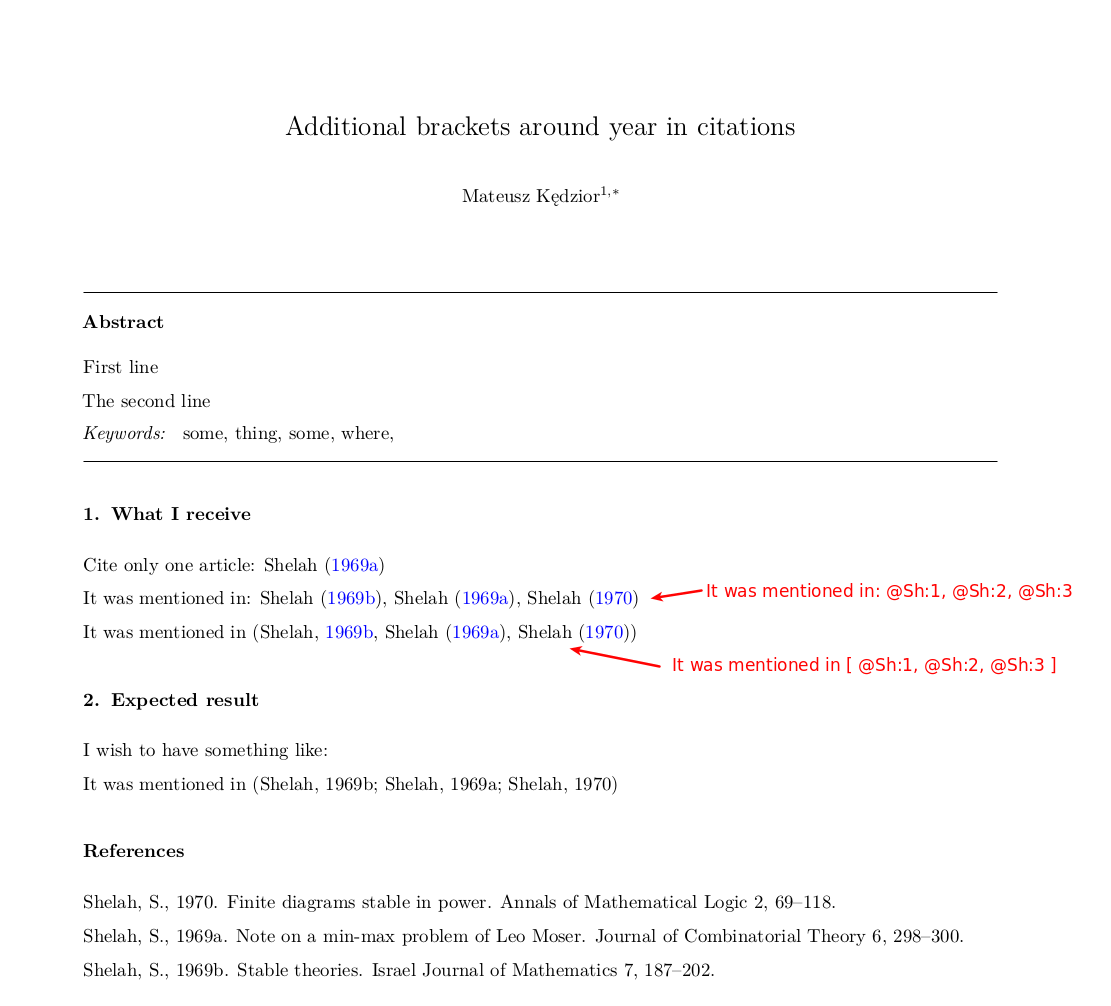 Additional brackets around year in citations
Mateusz Kędzior1,∗
Abstract
First line
The second line
Keywords: some, thing, some, where,
1. What I receive
Cite only one article: Shelah (1969a)
It was mentioned in: Shelah (1969b), Shelah (1969a), Shelah (1970)
It was mentioned in: @Sh:1, @Sh:2, @Sh:3
It was mentioned in (Shelah, 1969b, Shelah (1969a), Shelah (1970))
It was mentioned in [ @Sh:1, @Sh:2, @Sh:3 ]
2. Expected result
I wish to have something like:
It was mentioned in (Shelah, 1969b; Shelah, 1969a; Shelah, 1970)
References
Shelah, S., 1970. Finite diagrams stable in power. Annals of Mathematical Logic 2, 69–118.
Shelah, S., 1969a. Note on a min-max problem of Leo Moser. Journal of Combinatorial Theory 6, 298–300.
Shelah, S., 1969b. Stable theories. Israel Journal of Mathematics 7, 187–202.